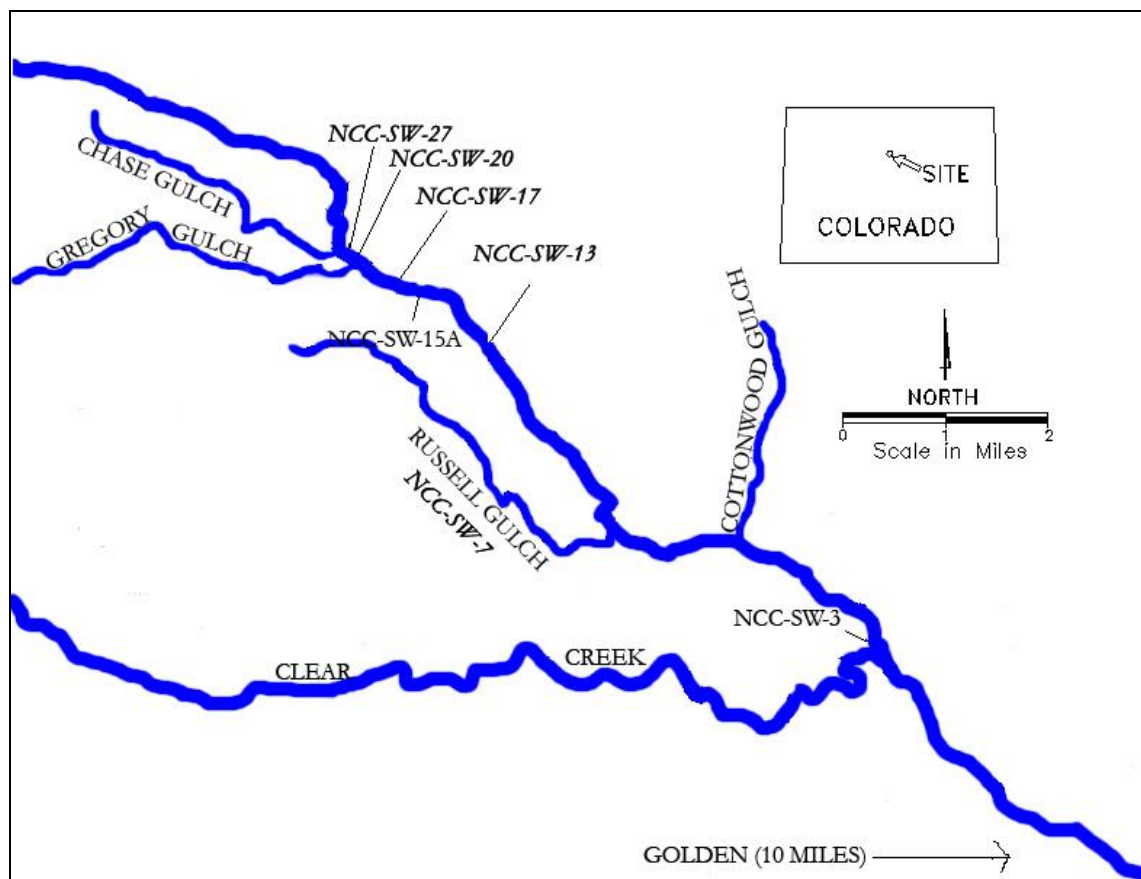 NCC-SW-27
NCC-SW-20
NCC-SW-17
NCC-SW-13
CHASE GULCH
GREGORY GULCH
NCC-SW-15A
SITE
COLORADO
COTTONWOOD GULCH
NORTH
0 1 2
Scale in Miles
RUSSELL GULCH
NCC-SW-7
NCC-SW-3
CLEAR CREEK
GOLDEN (10 MILES)